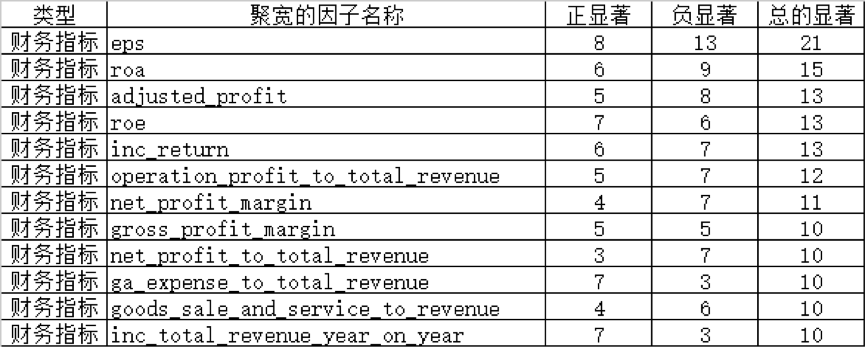 类型 聚宽的因子名称 正显著 负显著 总的显著
财务指标 eps 8 13 21
财务指标 roa 6 9 15
财务指标 adjusted_profit 5 8 13
财务指标 roe 7 6 13
财务指标 inc_return 6 7 13
财务指标 operation_profit_to_total_revenue 5 7 12
财务指标 net_profit_margin 4 7 11
财务指标 gross_profit_margin 5 5 10
财务指标 net_profit_to_total_revenue 3 7 10
财务指标 ga_expense_to_total_revenue 7 3 10
财务指标 goods_sale_and_service_to_revenue 4 6 10
财务指标 inc_total_revenue_year_on_year 7 3 10